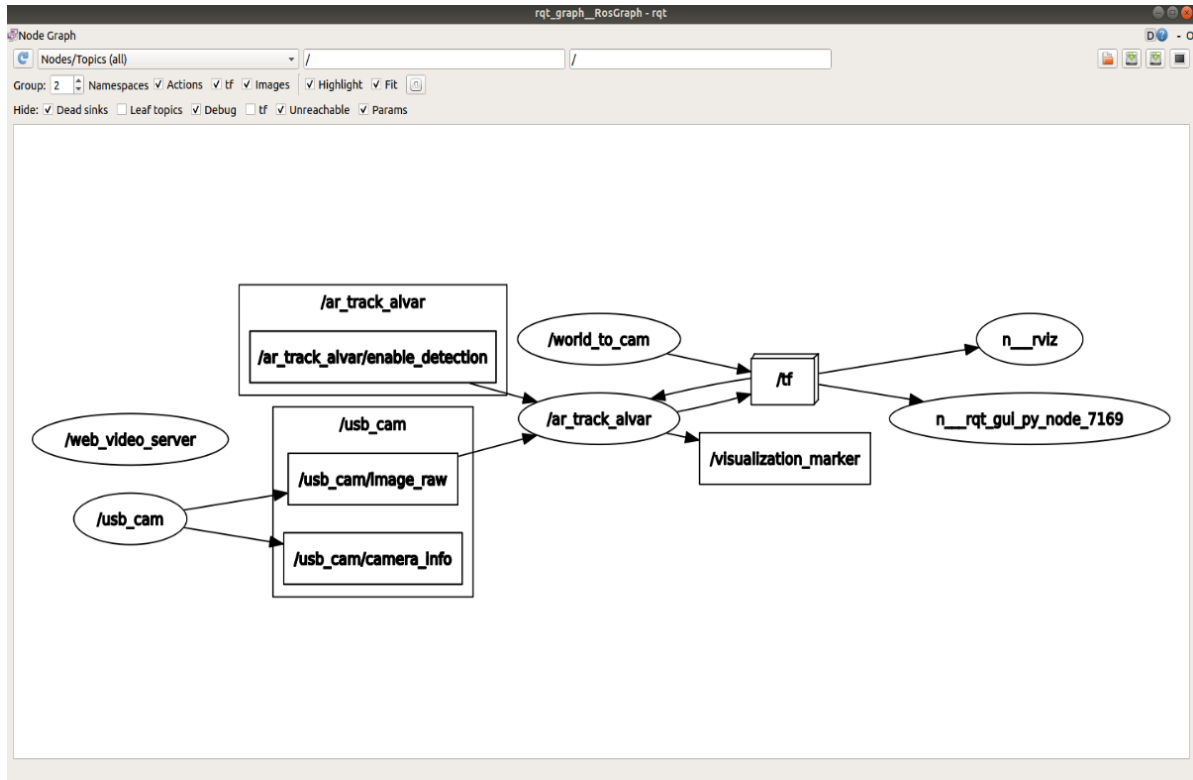 rqt_graph__RosGraph - rqt
Node Graph
D - O
Nodes/Topics (all) / /
Group: 2 Namespaces Actions tf Images Highlight Fit
Hide: Dead sinks Leaf topics Debug tf Unreachable Params
/ar_track_alvar
/ar_track_alvar/enable_detection
/world_to_cam
/tf
n__rviz
/web_video_server
/usb_cam
/ar_track_alvar
n__rqt_gui_py_node_7169
/usb_cam/image_raw
/visualization_marker
/usb_cam
/usb_cam/camera_info